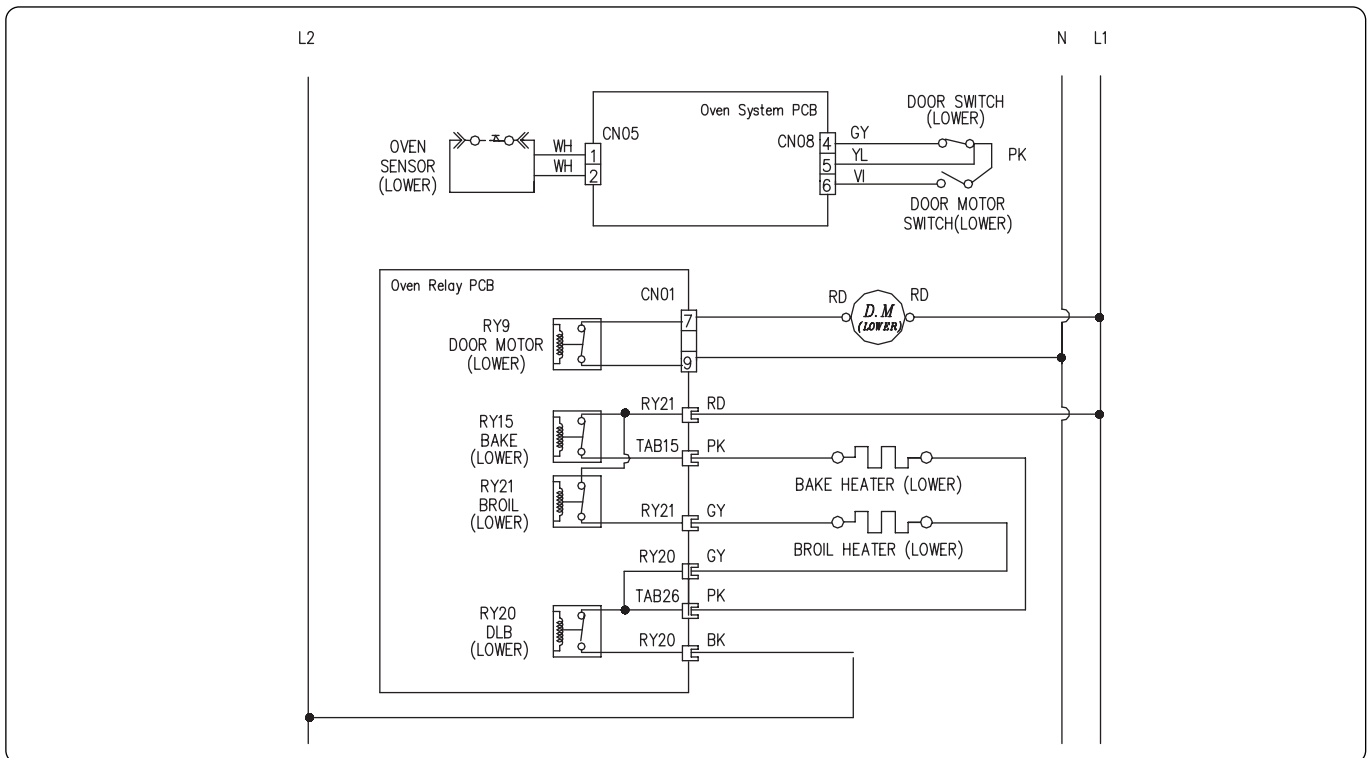 L2
N L1
Oven System PCB
DOOR SWITCH
(LOWER)
OVEN
SENSOR
(LOWER)
WH
WH
CN05
1
2
CN08
4
5
6
GY
YL
VI
PK
DOOR MOTOR
SWITCH(LOWER)
Oven Relay PCB
CN01
RY9
DOOR MOTOR
(LOWER)
7
9
RD
D.M
(LOWER)
RD
RY15
BAKE
(LOWER)
RY21
RD
TAB15
PK
BAKE HEATER (LOWER)
RY21
BROIL
(LOWER)
RY21
GY
BROIL HEATER (LOWER)
RY20
GY
TAB26
PK
RY20
DLB
(LOWER)
RY20
BK